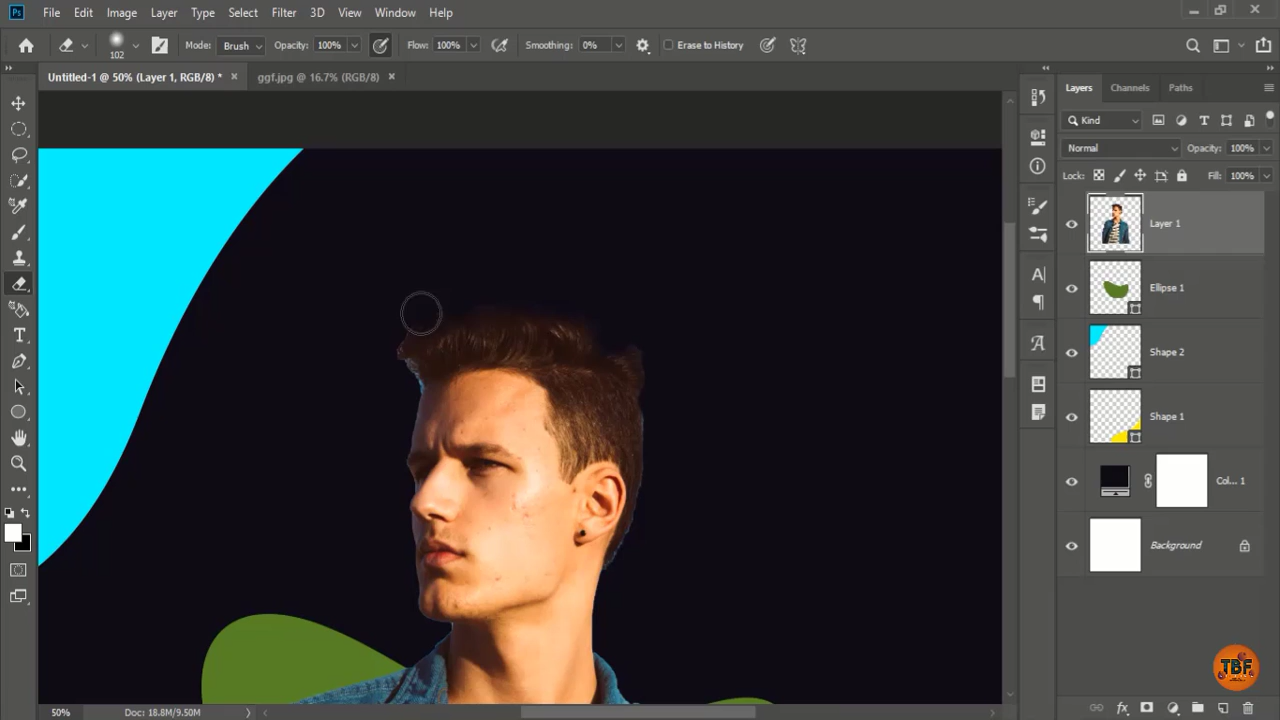 Ps File Edit Image Layer Type Select Filter 3D View Window Help
102 Mode: Brush Opacity: 100% Flow: 100% Smoothing: 0% Erase to History
Untitled-1 @ 50% (Layer 1, RGB/8) * × ggf.jpg @ 16.7% (RGB/8) ×
Layers Channels Paths
Kind
Normal Opacity: 100%
Lock: Fill: 100%
Layer 1
Ellipse 1
Shape 2
Shape 1
Col... 1
Background
TBF
50% Doc: 18.8M/9.50M